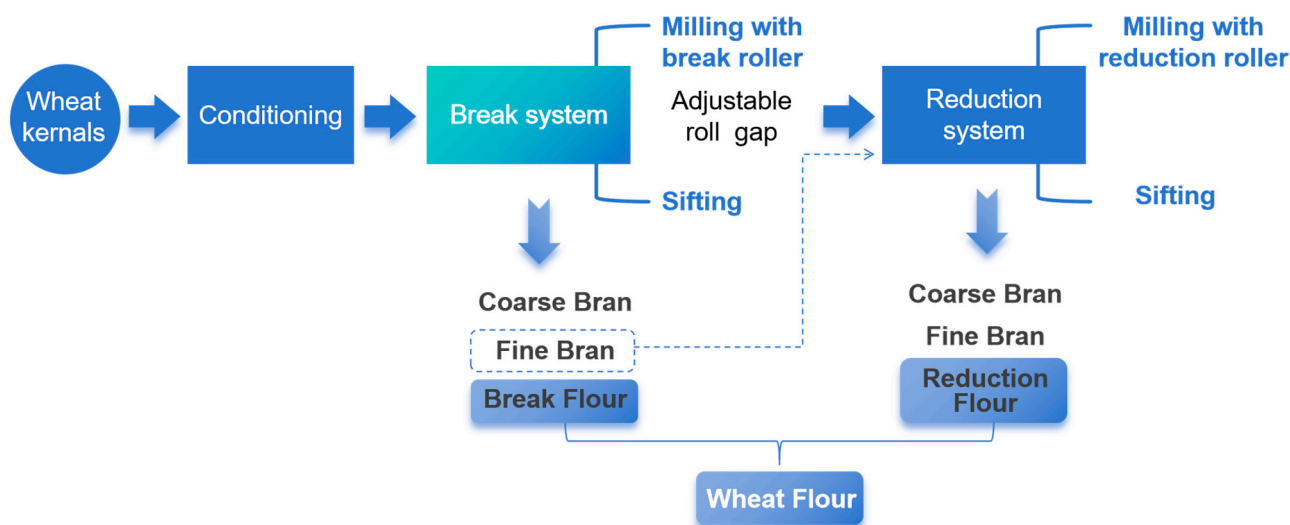 Wheat
kernals
Conditioning
Break system
Milling with
break roller
Adjustable
roll gap
Sifting
Reduction
system
Milling with
reduction roller
Sifting
Coarse Bran
Fine Bran
Break Flour
Coarse Bran
Fine Bran
Reduction
Flour
Wheat Flour